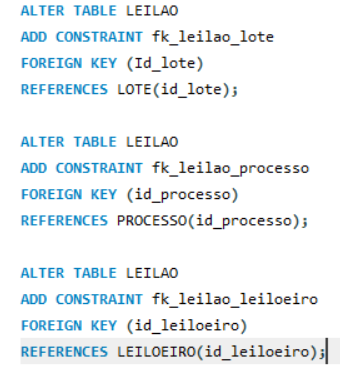 ALTER TABLE LEILAO
ADD CONSTRAINT fk_leilao_lote
FOREIGN KEY (Id_lote)
REFERENCES LOTE(id_lote);
ALTER TABLE LEILAO
ADD CONSTRAINT fk_leilao_processo
FOREIGN KEY (id_processo)
REFERENCES PROCESSO(id_processo);
ALTER TABLE LEILAO
ADD CONSTRAINT fk_leilao_leiloeiro
FOREIGN KEY (id_leiloeiro)
REFERENCES LEILOEIRO(id_leiloeiro);